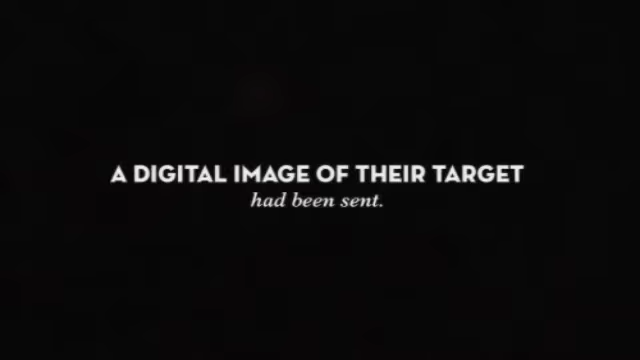 A DIGITAL IMAGE OF THEIR TARGET
had been sent.